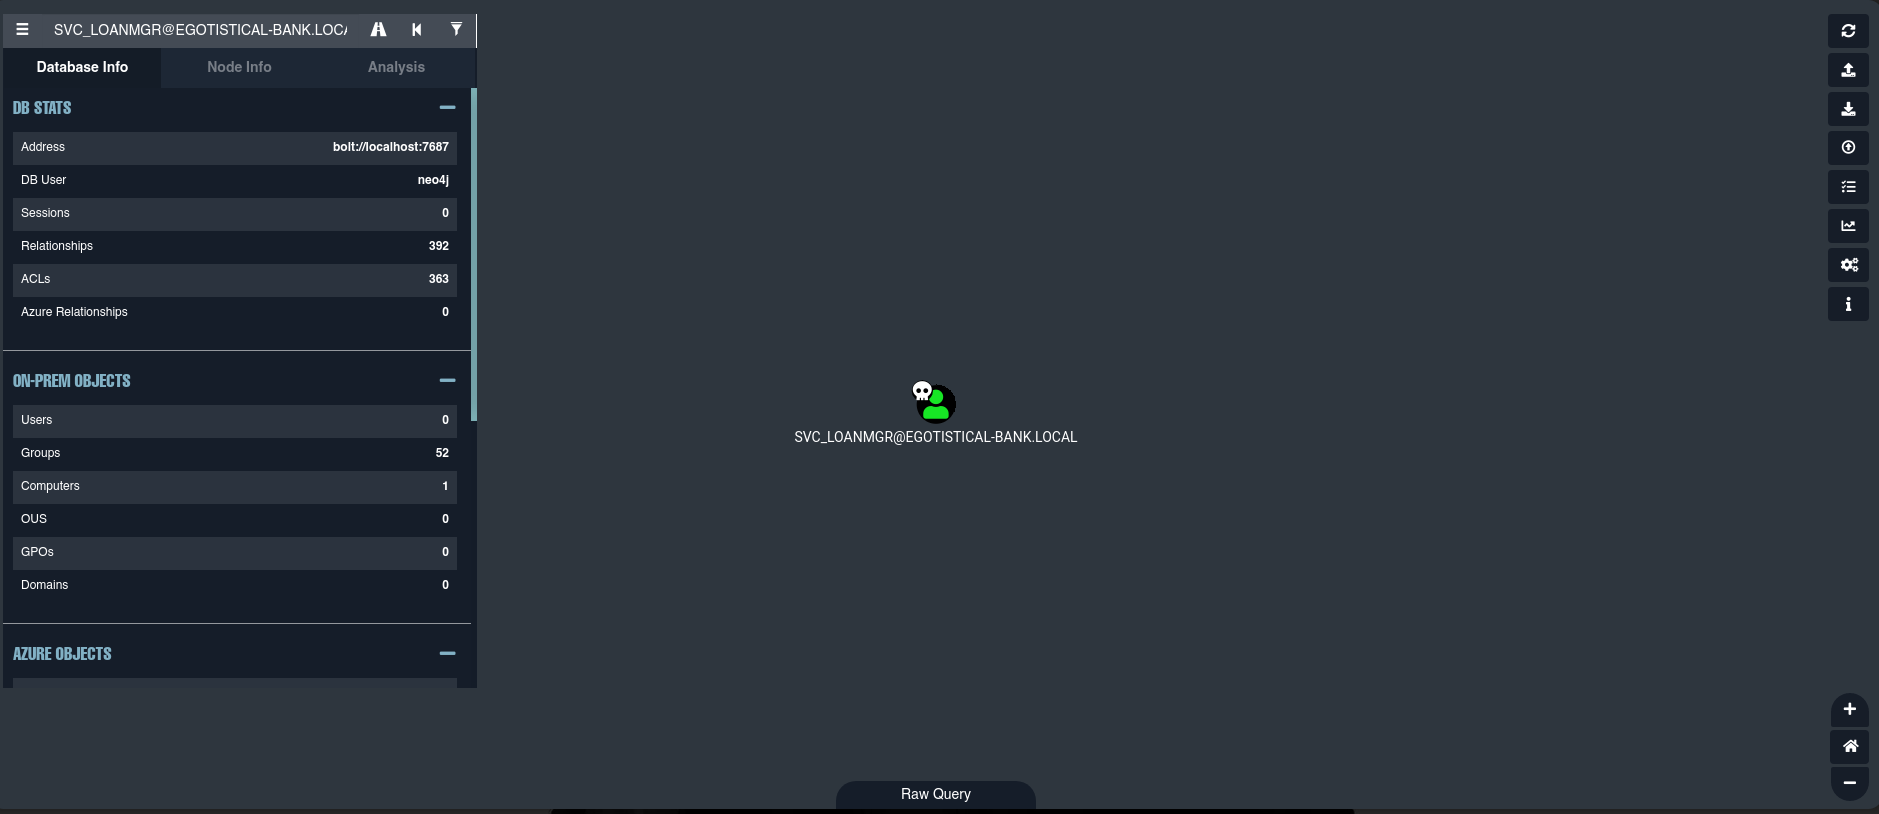 SVC_LOANMGR@EGOTISTICAL-BANK.LOCA
Database Info Node Info Analysis
DB STATS
Address bolt://localhost:7687
DB User neo4j
Sessions 0
Relationships 392
ACLs 363
Azure Relationships 0
ON-PREM OBJECTS
Users 0
Groups 52
Computers 1
OUS 0
GPOs 0
Domains 0
AZURE OBJECTS
SVC_LOANMGR@EGOTISTICAL-BANK.LOCAL
Raw Query